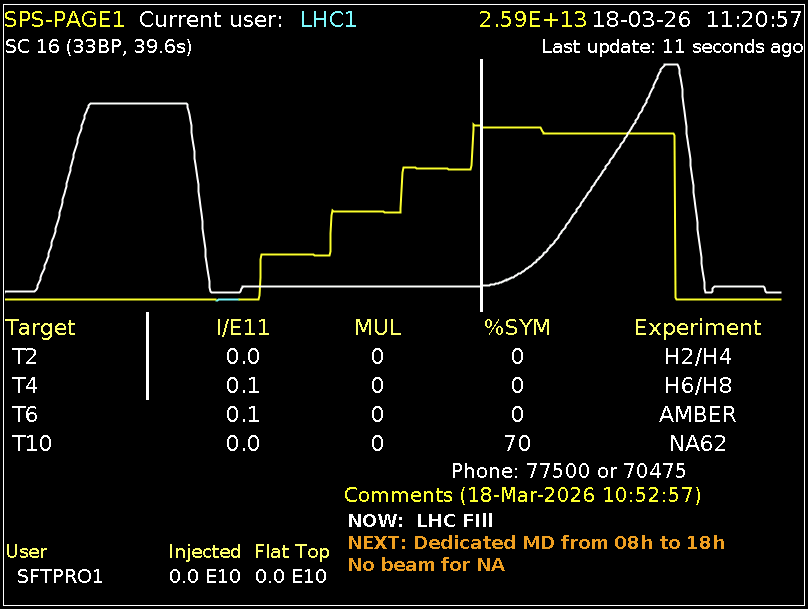 SPS-PAGE1 Current user: LHC1 2.59E+13 18-03-26 11:20:57
SC 16 (33BP, 39.6s) Last update: 11 seconds ago
Target I/E11 MUL %SYM Experiment
T2 0.0 0 0 H2/H4
T4 0.1 0 0 H6/H8
T6 0.1 0 0 AMBER
T10 0.0 0 70 NA62
Phone: 77500 or 70475
Comments (18-Mar-2026 10:52:57)
NOW: LHC FIll
NEXT: Dedicated MD from 08h to 18h
No beam for NA
User Injected Flat Top
SFTPRO1 0.0 E10 0.0 E10